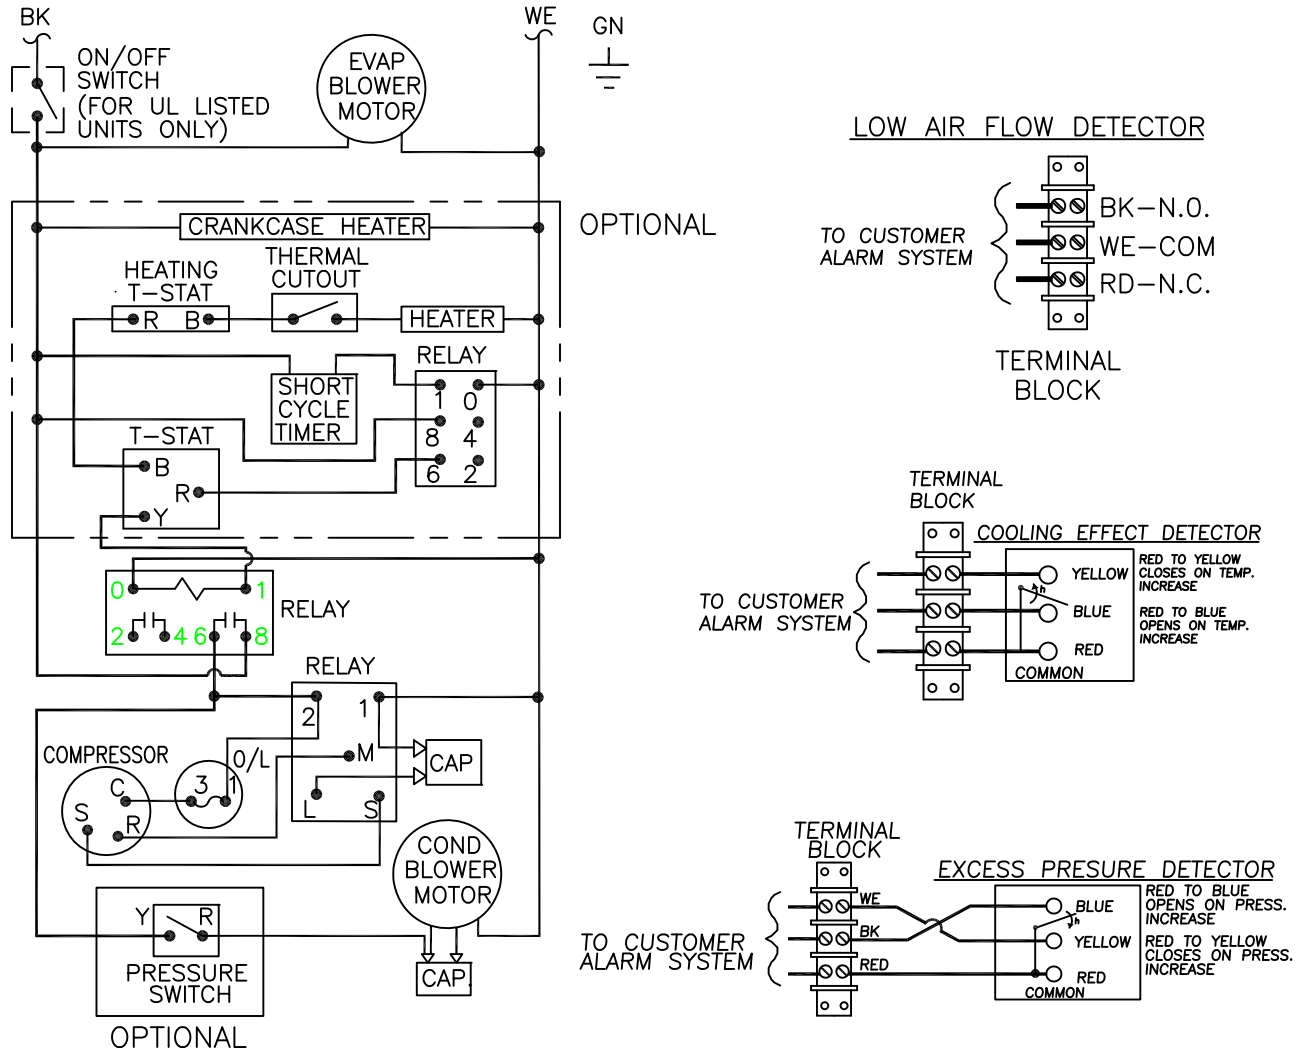 BK
WE
GN
ON/OFF
SWITCH
(FOR UL LISTED
UNITS ONLY)
EVAP
BLOWER
MOTOR
OPTIONAL
CRANKCASE HEATER
HEATING
T-STAT
R B
THERMAL
CUTOUT
HEATER
SHORT
CYCLE
TIMER
RELAY
1 0
8 4
6 2
T-STAT
B
R
Y
RELAY
0 1
2 4 6 8
RELAY
2 1
M
L S
CAP
COMPRESSOR
C
S
R
O/L
3 1
COND
BLOWER
MOTOR
CAP
Y R
PRESSURE
SWITCH
OPTIONAL
LOW AIR FLOW DETECTOR
TO CUSTOMER
ALARM SYSTEM
BK-N.O.
WE-COM
RD-N.C.
TERMINAL
BLOCK
TERMINAL
BLOCK
COOLING EFFECT DETECTOR
TO CUSTOMER
ALARM SYSTEM
YELLOW
BLUE
RED
COMMON
h
RED TO YELLOW
CLOSES ON TEMP.
INCREASE
RED TO BLUE
OPENS ON TEMP.
INCREASE
TERMINAL
BLOCK
EXCESS PRESURE DETECTOR
TO CUSTOMER
ALARM SYSTEM
WE
BK
RED
BLUE
YELLOW
RED
COMMON
h
RED TO BLUE
OPENS ON PRESS.
INCREASE
RED TO YELLOW
CLOSES ON PRESS.
INCREASE